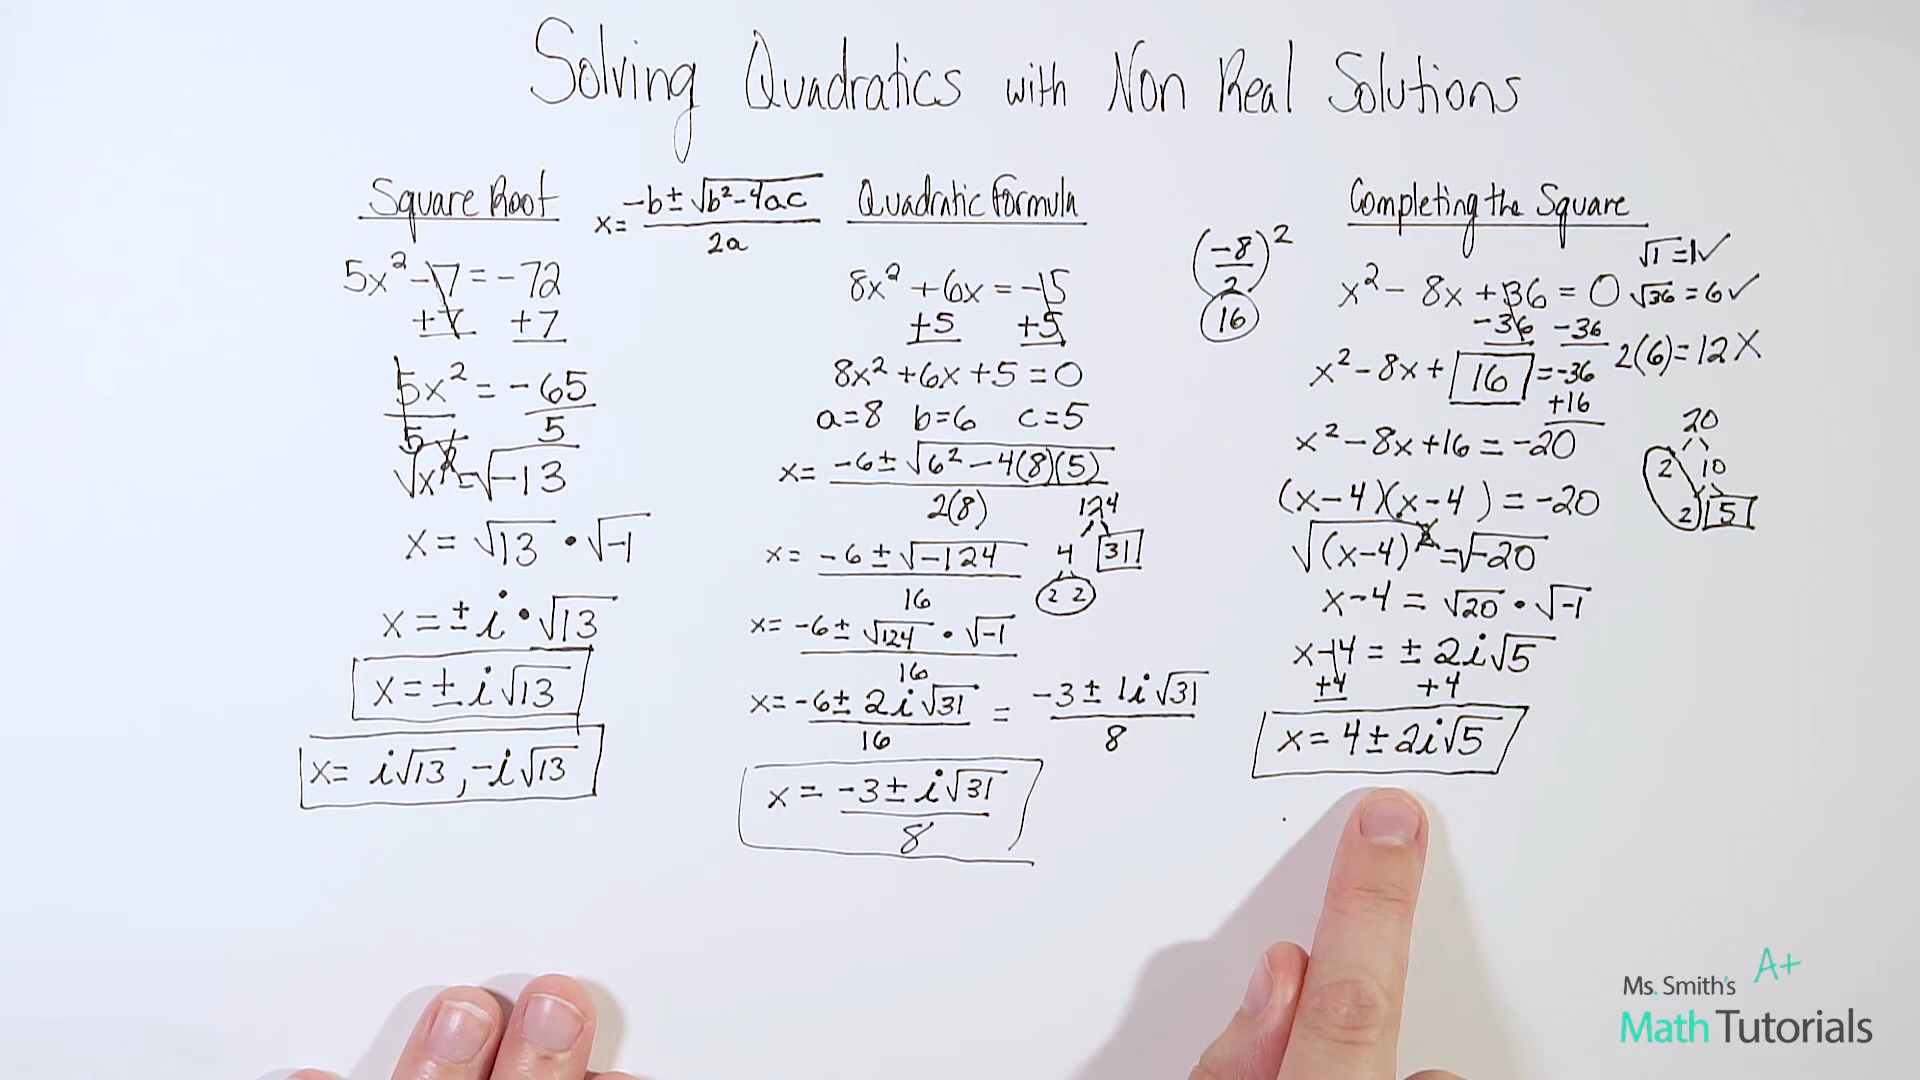 Solving Quadratics with Non Real Solutions
Square Root
5x² - 7 = -72
+7 +7
5x² = -65
5 5
√x² = √-13
x = √13 • √-1
x = ± i • √13
x = ± i√13
x = i√13, -i√13
x = -b ± √b² - 4ac
2a
Quadratic Formula
8x² + 6x = -5
+5 +5
8x² + 6x + 5 = 0
a=8 b=6 c=5
x = -6 ± √6² - 4(8)(5)
2(8)
124
4 31
2 2
x = -6 ± √-124
16
x = -6 ± √124 • √-1
16
x = -6 ± 2i√31 = -3 ± 1i√31
16 8
x = -3 ± i√31
8
Completing the Square
(-8)²
2
16
√1 = 1 ✓
x² - 8x + 36 = 0 √36 = 6 ✓
-36 -36
2(6) = 12 X
x² - 8x + 16 = -36
+16
x² - 8x + 16 = -20
20
2 10
2 5
(x-4)(x-4) = -20
√(x-4)² = √-20
x-4 = √20 • √-1
x-4 = ± 2i√5
+4 +4
x = 4 ± 2i√5
A+
Ms. Smith's
Math Tutorials